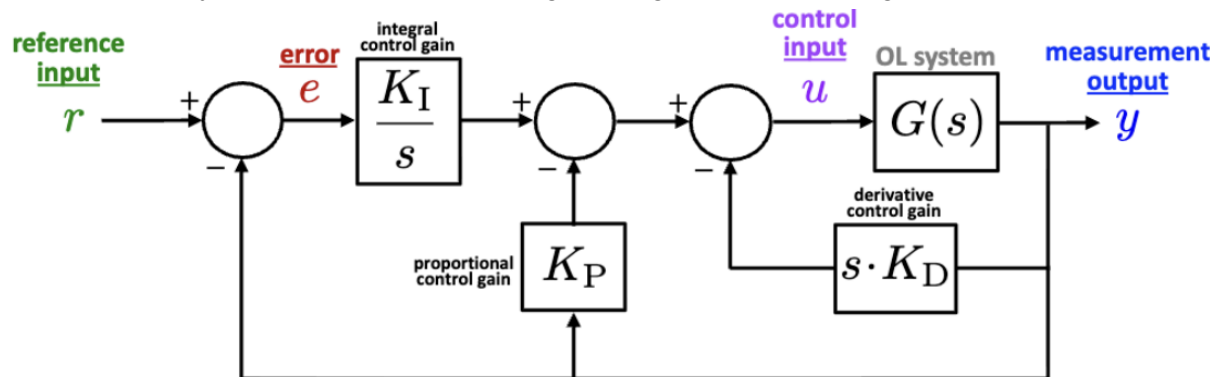 reference
input
r
+
−
error
e
integral
control gain
K_I
s
+
−
proportional
control gain
K_P
+
−
control
input
u
OL system
G(s)
derivative
control gain
s·K_D
measurement
output
y